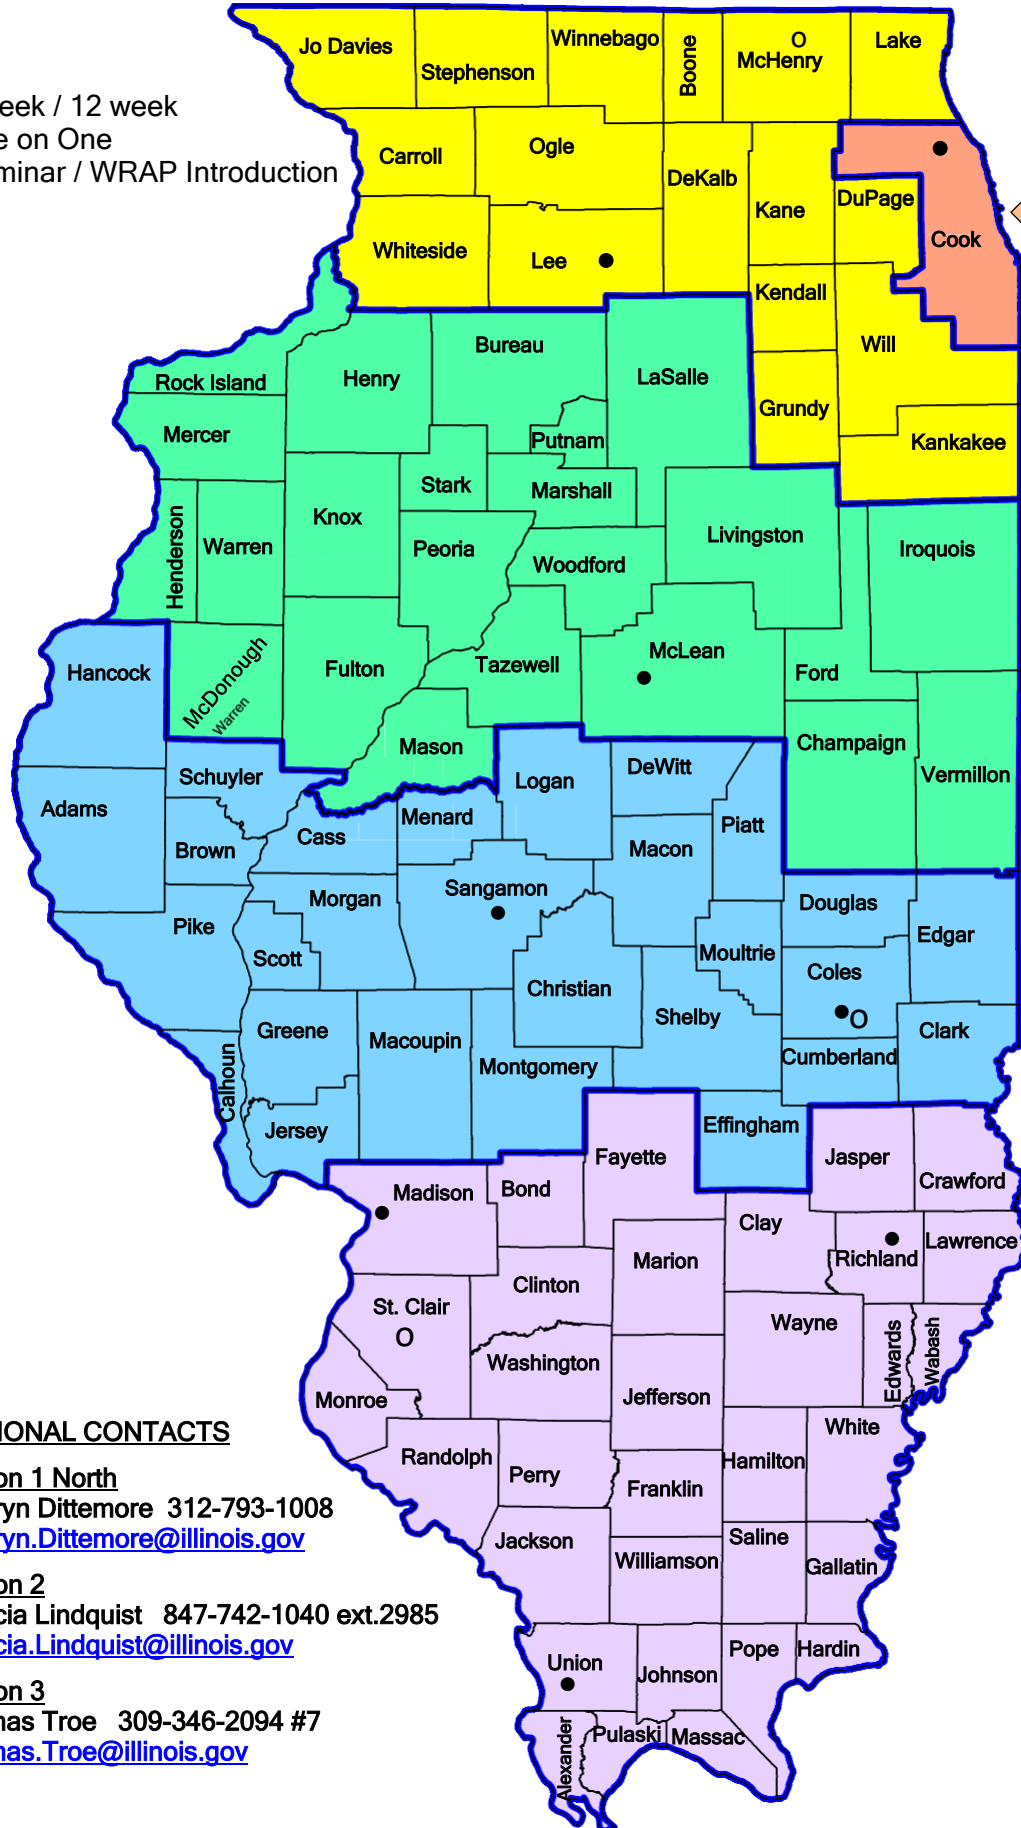 Jo Davies
Stephenson
Winnebago
Boone
O
McHenry
Lake
eek / 12 week
e on One
minar / WRAP Introduction
Carroll
Ogle
DeKalb
Kane
DuPage
Cook
Whiteside
Lee
Kendall
Will
Grundy
Kankakee
Rock Island
Henry
Bureau
LaSalle
Mercer
Putnam
Stark
Marshall
Henderson
Warren
Knox
Peoria
Woodford
Livingston
Iroquois
Hancock
McDonough
Warren
Fulton
Tazewell
McLean
Ford
Mason
Champaign
Vermillon
Adams
Schuyler
Logan
DeWitt
Piatt
Brown
Cass
Menard
Macon
Pike
Morgan
Sangamon
Douglas
Edgar
Scott
Christian
Moultrie
Coles
O
Shelby
Clark
Greene
Macoupin
Montgomery
Cumberland
Calhoun
Jersey
Effingham
Fayette
Jasper
Crawford
Madison
Bond
Clay
Richland
Lawrence
Marion
Clinton
St. Clair
O
Wayne
Edwards
Wabash
Washington
Monroe
Jefferson
White
Randolph
Perry
Franklin
Hamilton
Jackson
Williamson
Saline
Gallatin
Union
Johnson
Pope
Hardin
Alexander
Pulaski
Massac
IONAL CONTACTS
on 1 North
ryn Dittemore 312-793-1008
ryn.Dittemore@illinois.gov
on 2
cia Lindquist 847-742-1040 ext.2985
cia.Lindquist@illinois.gov
on 3
mas Troe 309-346-2094 #7
mas.Troe@illinois.gov